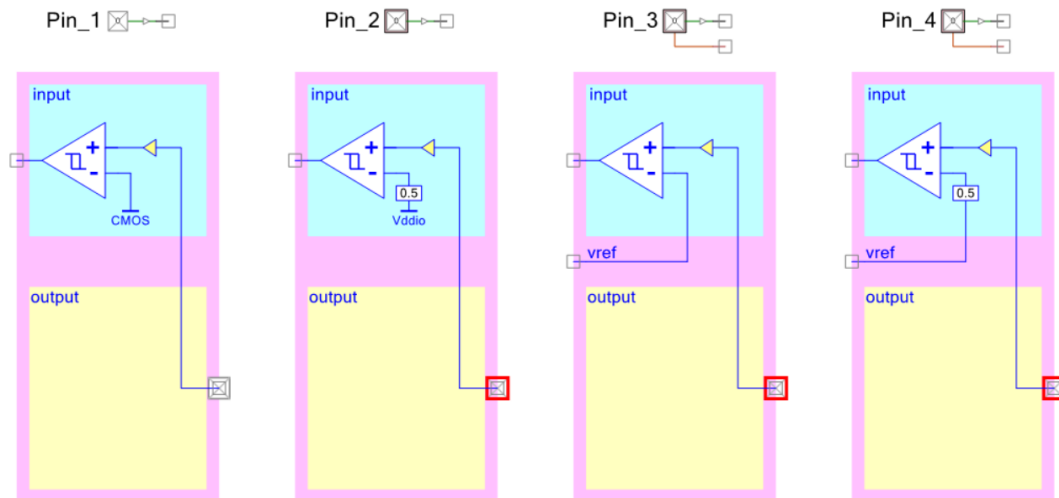 Pin_1 Pin_2 Pin_3 Pin_4
input input input input
+ + + +
- - - -
0.5 0.5
CMOS Vddio
vref vref
output output output output